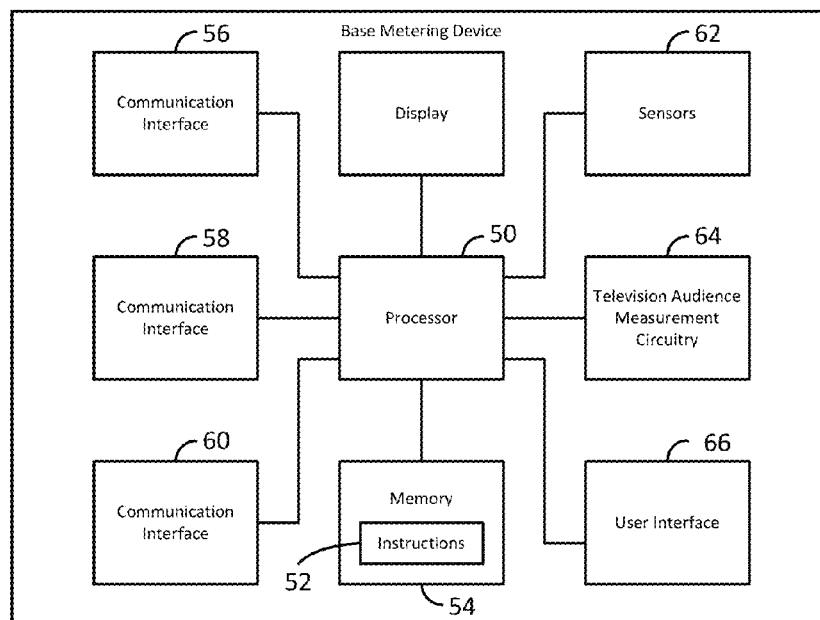 Base Metering Device
56
Communication
Interface
Display
62
Sensors
58
Communication
Interface
50
Processor
64
Television Audience
Measurement
Circuitry
60
Communication
Interface
Memory
Instructions
52
54
66
User Interface